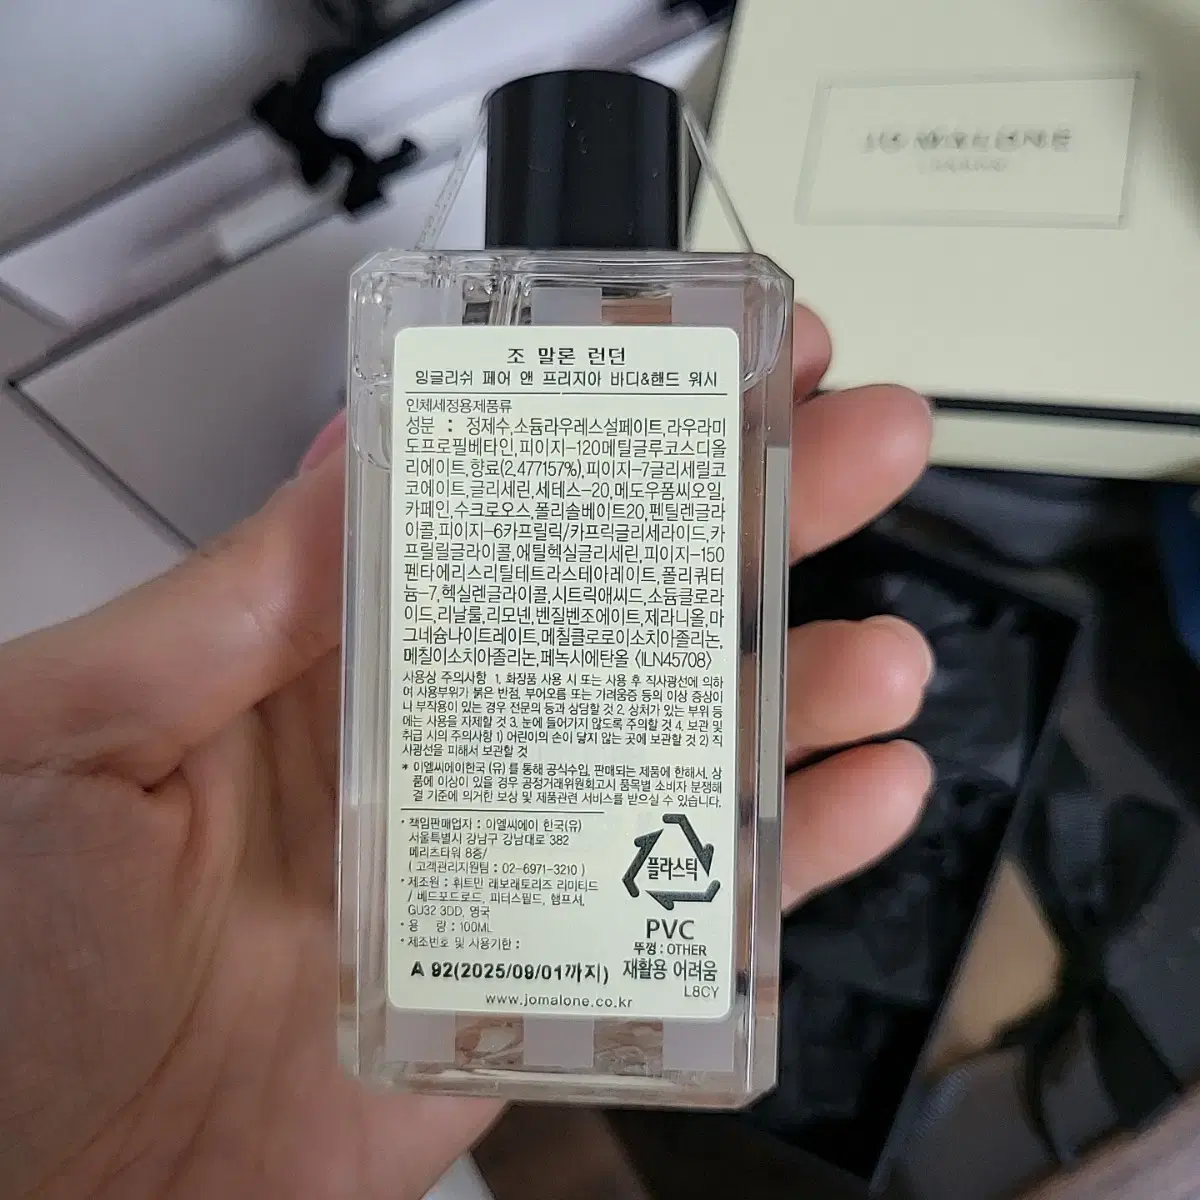 JO MALONE
조 말론 런던
잉글리쉬 페어 앤 프리지아 바디&핸드 워시
인체세정용제품류
성분 : 정제수,소듐라우레스설페이트,라우라미
도프로필베타인,피이지-120메틸글루코스디올
리에이트,향료(2.477157%),피이지-7글리세릴코
코에이트,글리세린,세테스-20,메도우폼씨오일,
카페인,수크로오스,폴리솔베이트20,펜틸렌글라
이콜,피이지-6카프릴릭/카프릭글리세라이드,카
프릴릴글라이콜,에틸헥실글리세린,피이지-150
펜타에리스리틸테트라스테아레이트,폴리쿼터
늄-7,헥실렌글라이콜,시트릭애씨드,소듐클로라
이드,리날룰,리모넨,벤질벤조에이트,제라니올,마
그네슘나이트레이트,메칠클로로이소치아졸리논,
메칠이소치아졸리논,페녹시에탄올 <ILN45708>
사용상 주의사항 1. 화장품 사용 시 또는 사용 후 직사광선에 의하
여 사용부위가 붉은 반점, 부어오름 또는 가려움증 등의 이상 증상이
나 부작용이 있는 경우 전문의 등과 상담할 것 2. 상처가 있는 부위 등
에는 사용을 자제할 것 3. 눈에 들어가지 않도록 주의할 것 4. 보관 및
취급 시의 주의사항 1) 어린이의 손이 닿지 않는 곳에 보관할 것 2) 직
사광선을 피해서 보관할 것
* 이엘씨에이한국 (유) 를 통해 공식수입, 판매되는 제품에 한해서, 상
품에 이상이 있을 경우 공정거래위원회고시 품목별 소비자 분쟁해
결 기준에 의거한 보상 및 제품관련 서비스를 받으실 수 있습니다.
• 책임판매업자 : 이엘씨에이 한국(유)
서울특별시 강남구 강남대로 382
메리츠타워 8층/
( 고객관리지원팀 : 02-6971-3210 )
• 제조원 : 휘트만 래보래토리즈 리미티드
/ 베드포드로드, 피터스필드, 햄프셔,
GU32 3DD, 영국
• 용 량 : 100ML
• 제조번호 및 사용기한 :
A 92(2025/09/01까지)
플라스틱
PVC
뚜껑 : OTHER
재활용 어려움
L8CY
www.jomalone.co.kr